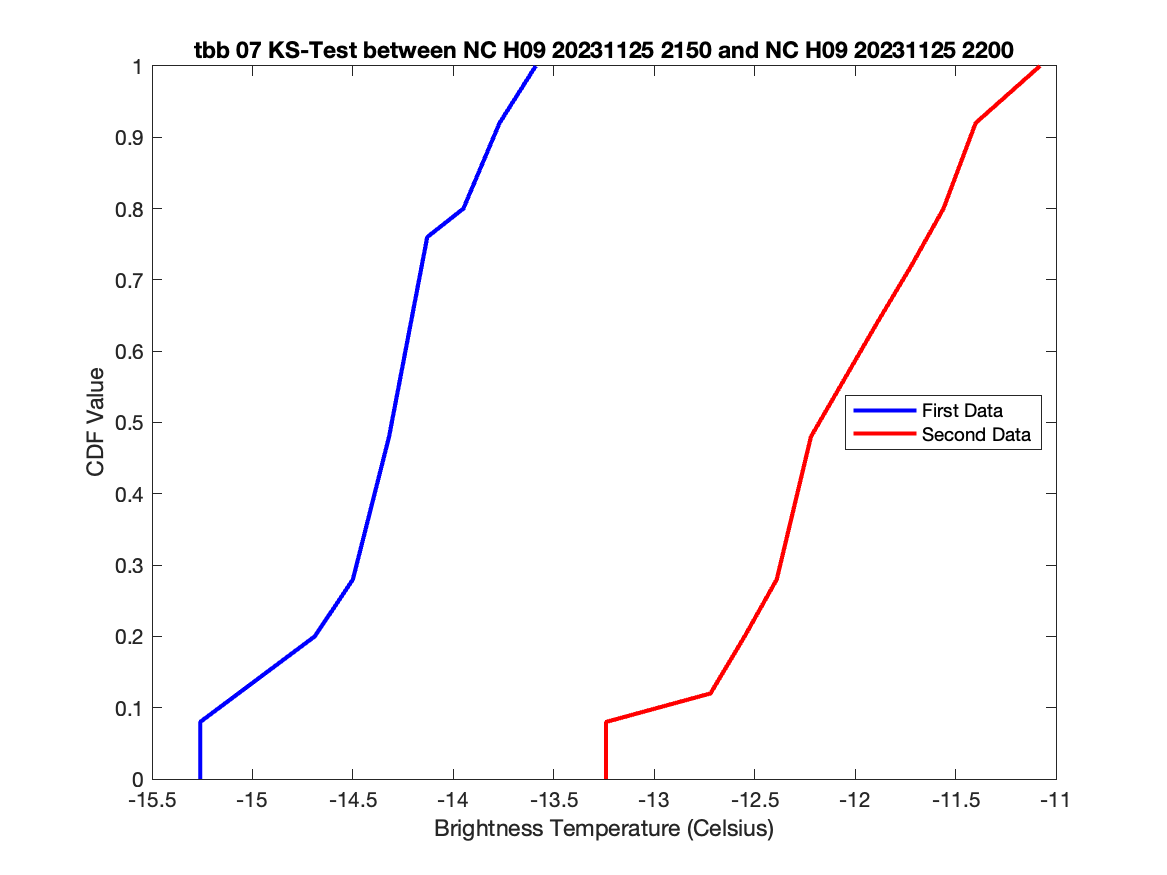 tbb 07 KS-Test between NC H09 20231125 2150 and NC H09 20231125 2200
1
0.9
0.8
0.7
0.6
0.5
0.4
0.3
0.2
0.1
0
CDF Value
First Data
Second Data
-15.5 -15 -14.5 -14 -13.5 -13 -12.5 -12 -11.5 -11
Brightness Temperature (Celsius)